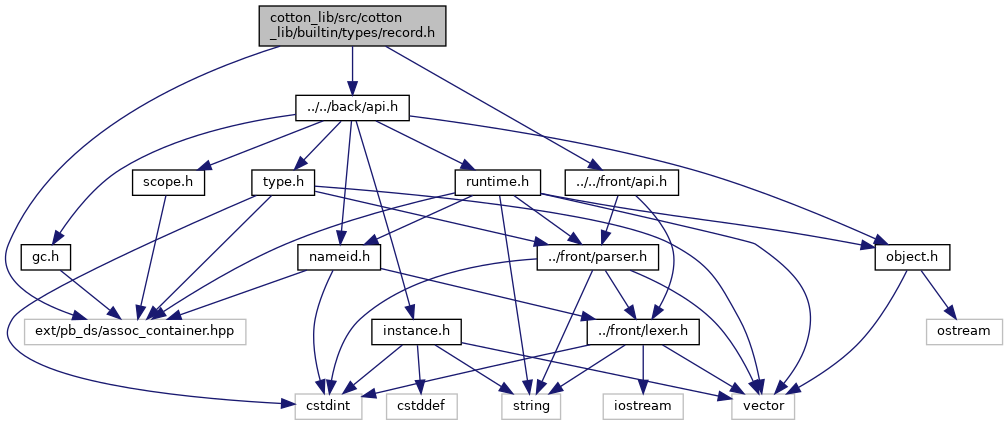 cotton_lib/src/cotton
_lib/builtin/types/record.h
../../back/api.h
scope.h
type.h
runtime.h
../../front/api.h
gc.h
nameid.h
../front/parser.h
object.h
ext/pb_ds/assoc_container.hpp
instance.h
../front/lexer.h
ostream
cstdint
cstddef
string
iostream
vector